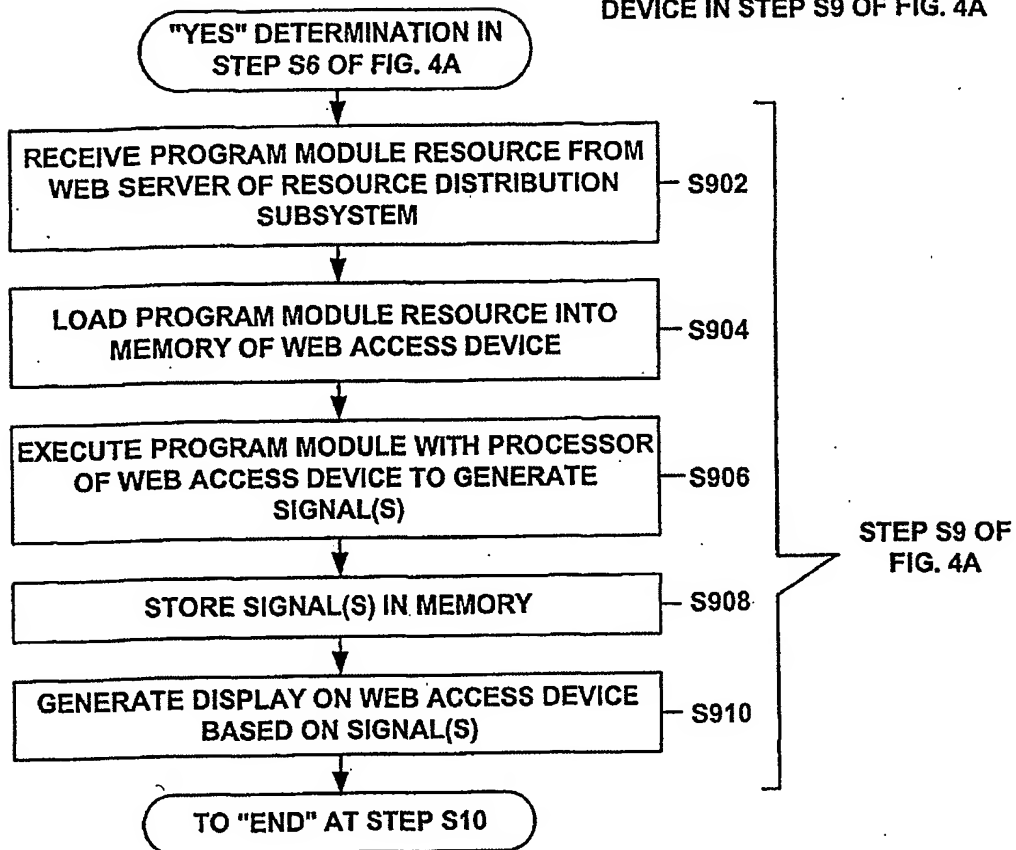 DEVICE IN STEP S9 OF FIG. 4A
"YES" DETERMINATION IN
STEP S6 OF FIG. 4A
RECEIVE PROGRAM MODULE RESOURCE FROM
WEB SERVER OF RESOURCE DISTRIBUTION
SUBSYSTEM
S902
LOAD PROGRAM MODULE RESOURCE INTO
MEMORY OF WEB ACCESS DEVICE
S904
EXECUTE PROGRAM MODULE WITH PROCESSOR
OF WEB ACCESS DEVICE TO GENERATE
SIGNAL(S)
S906
STEP S9 OF
FIG. 4A
STORE SIGNAL(S) IN MEMORY
S908
GENERATE DISPLAY ON WEB ACCESS DEVICE
BASED ON SIGNAL(S)
S910
TO "END" AT STEP S10